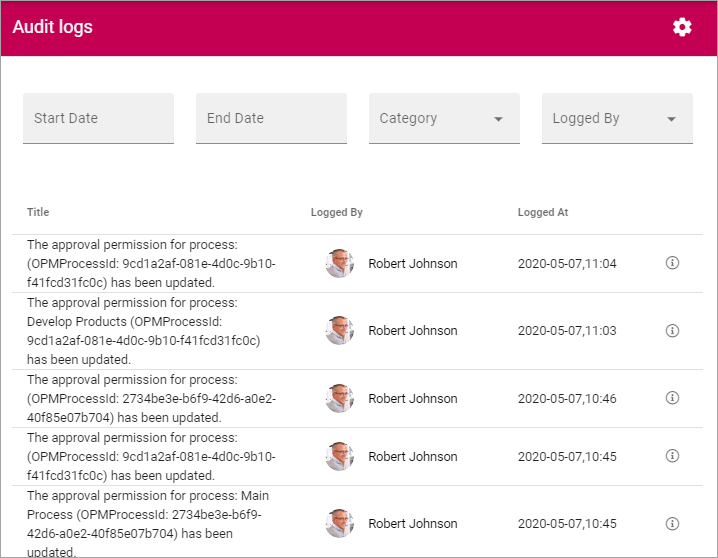 Audit logs
Start Date
End Date
Category
Logged By
Title
Logged By
Logged At
The approval permission for process:
(OPMProcessId: 9cd1a2af-081e-4d0c-9b10-
f41fcd31fc0c) has been updated.
Robert Johnson
2020-05-07,11:04
The approval permission for process:
Develop Products (OPMProcessId:
9cd1a2af-081e-4d0c-9b10-f41fcd31fc0c)
has been updated.
Robert Johnson
2020-05-07,11:03
The approval permission for process:
(OPMProcessId: 2734be3e-b6f9-42d6-a0e2-
40f85e07b704) has been updated.
Robert Johnson
2020-05-07,10:46
The approval permission for process:
(OPMProcessId: 9cd1a2af-081e-4d0c-9b10-
f41fcd31fc0c) has been updated.
Robert Johnson
2020-05-07,10:45
The approval permission for process: Main
Process (OPMProcessId: 2734be3e-b6f9-
42d6-a0e2-40f85e07b704) has been
updated.
Robert Johnson
2020-05-07,10:45